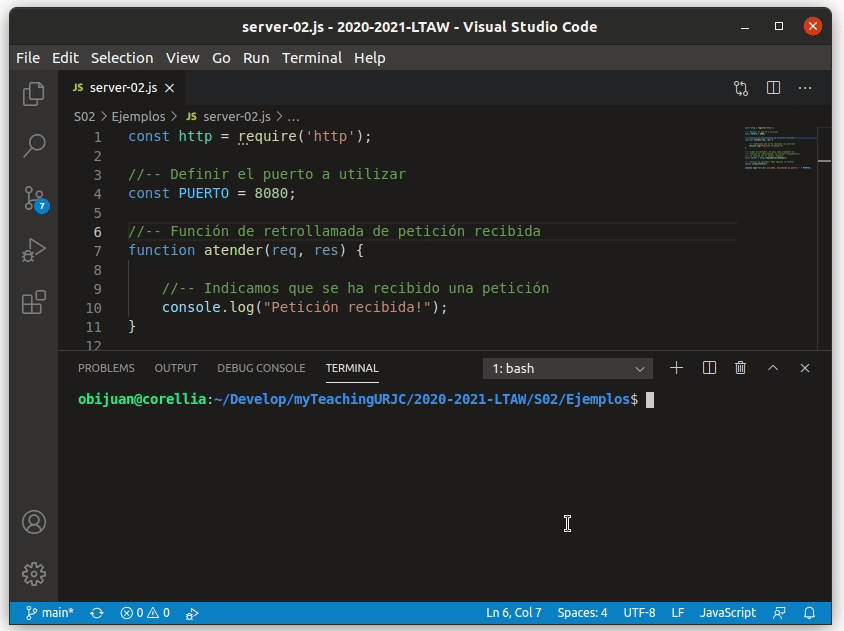 server-02.js - 2020-2021-LTAW - Visual Studio Code
File Edit Selection View Go Run Terminal Help
JS server-02.js
S02 > Ejemplos > JS server-02.js > ...
1 const http = require('http');
2
3 //-- Definir el puerto a utilizar
4 const PUERTO = 8080;
5
6 //-- Función de retrollamada de petición recibida
7 function atender(req, res) {
8
9 //-- Indicamos que se ha recibido una petición
10 console.log("Petición recibida!");
11 }
12
7
PROBLEMS OUTPUT DEBUG CONSOLE TERMINAL 1: bash
obijuan@corellia:~/Develop/myTeachingURJC/2020-2021-LTAW/S02/Ejemplos$
main* 0 0 Ln 6, Col 7 Spaces: 4 UTF-8 LF JavaScript